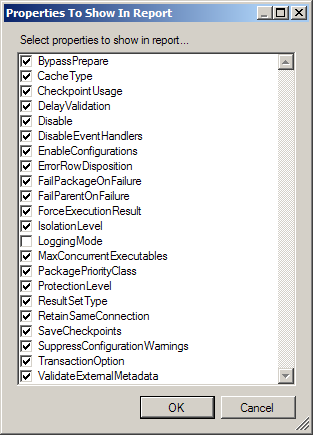 Properties To Show In Report
Select properties to show in report...
BypassPrepare
CacheType
CheckpointUsage
DelayValidation
Disable
DisableEventHandlers
EnableConfigurations
ErrorRowDisposition
FailPackageOnFailure
FailParentOnFailure
ForceExecutionResult
IsolationLevel
LoggingMode
MaxConcurrentExecutables
PackagePriorityClass
ProtectionLevel
ResultSetType
RetainSameConnection
SaveCheckpoints
SuppressConfigurationWarnings
TransactionOption
ValidateExternalMetadata
OK Cancel